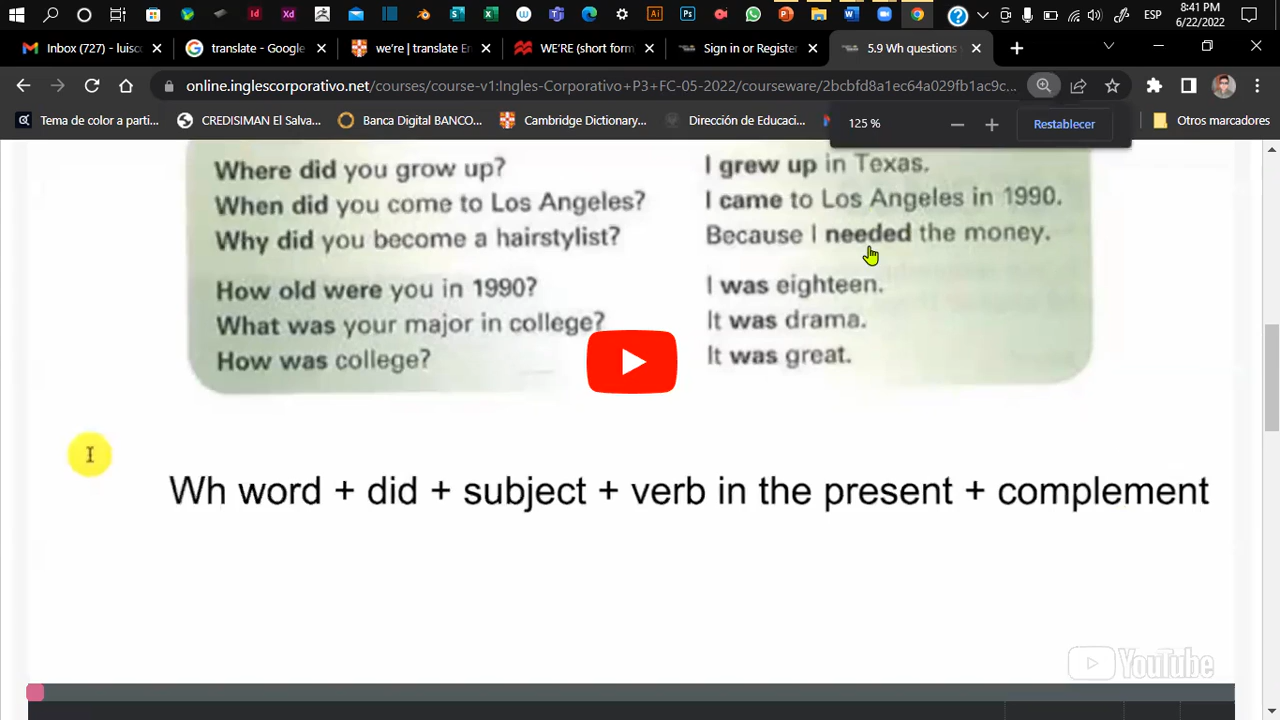 8:41 PM
ESP
6/22/2022
Inbox (727) - luisc
translate - Google
we're | translate En
WE'RE (short form
Sign in or Register
5.9 Wh questions
online.inglescorporativo.net/courses/course-v1:Ingles-Corporativo+P3+FC-05-2022/courseware/2bcbfd8a1ec64a029fb1ac9c...
Tema de color a parti...
CREDISIMAN El Salva...
Banca Digital BANCO...
Cambridge Dictionary...
Dirección de Educaci...
Otros marcadores
125 %
Restablecer
Where did you grow up?
I grew up in Texas.
When did you come to Los Angeles?
I came to Los Angeles in 1990.
Why did you become a hairstylist?
Because I needed the money.
How old were you in 1990?
I was eighteen.
What was your major in college?
It was drama.
How was college?
It was great.
Wh word + did + subject + verb in the present + complement
YouTube